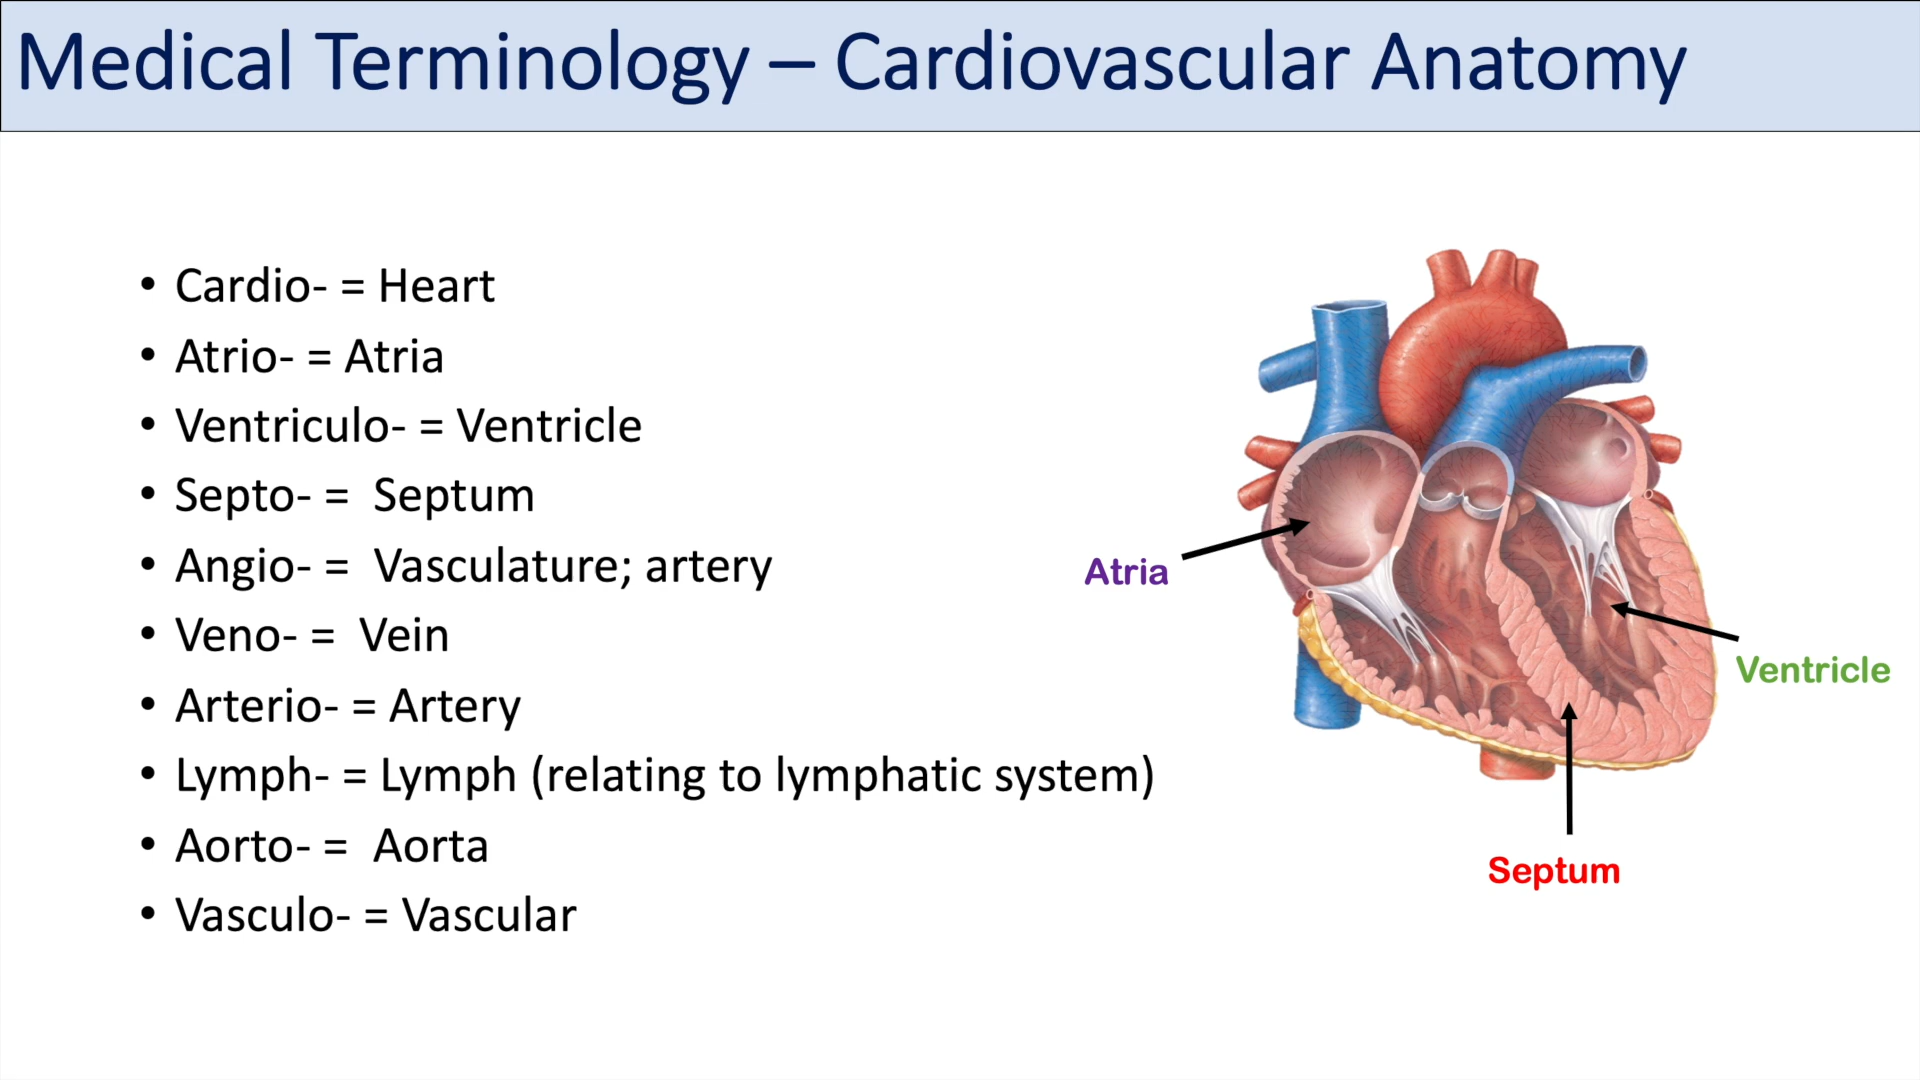 Medical Terminology – Cardiovascular Anatomy
• Cardio- = Heart
• Atrio- = Atria
• Ventriculo- = Ventricle
• Septo- = Septum
• Angio- = Vasculature; artery
• Veno- = Vein
• Arterio- = Artery
• Lymph- = Lymph (relating to lymphatic system)
• Aorto- = Aorta
• Vasculo- = Vascular
Atria
Ventricle
Septum